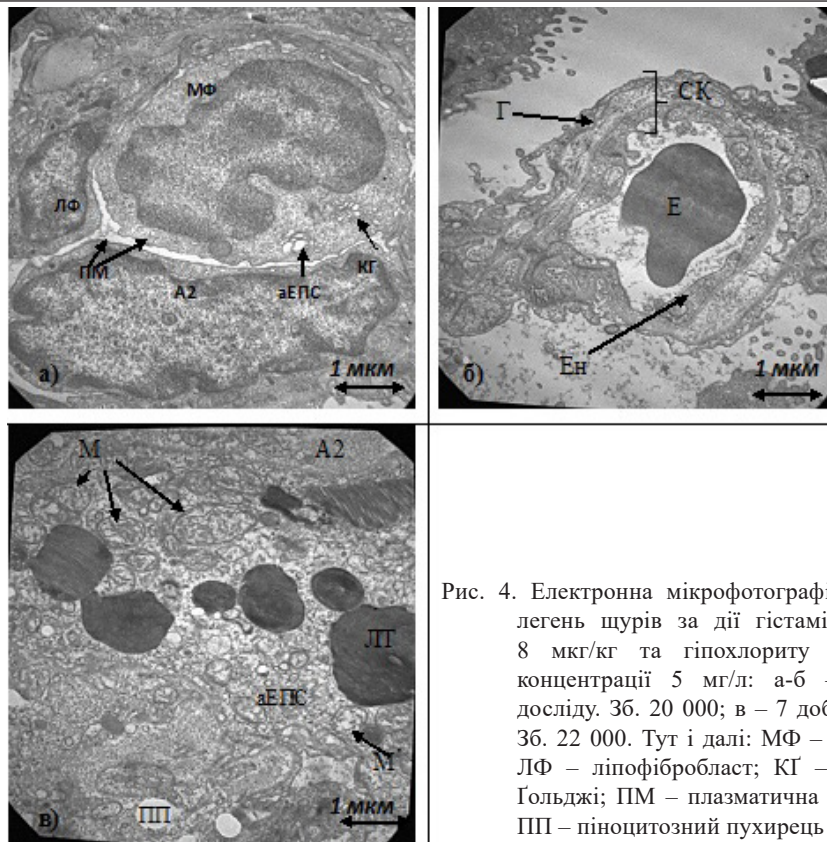 МФ
ЛФ
ПМ
А2
аЕПС
КГ
а)
1 мкм
Г
СК
Е
Ен
б)
1 мкм
М
А2
ЛТ
аЕПС
М
ПП
в)
1 мкм
Рис. 4. Електронна мікрофотографі
легень щурів за дії гістамі
8 мкг/кг та гіпохлориту
концентрації 5 мг/л: а-б –
досліду. Зб. 20 000; в – 7 доб
Зб. 22 000. Тут і далі: МФ –
ЛФ – ліпофібробласт; КҐ –
Ґольджі; ПМ – плазматична
ПП – піноцитозний пухирець